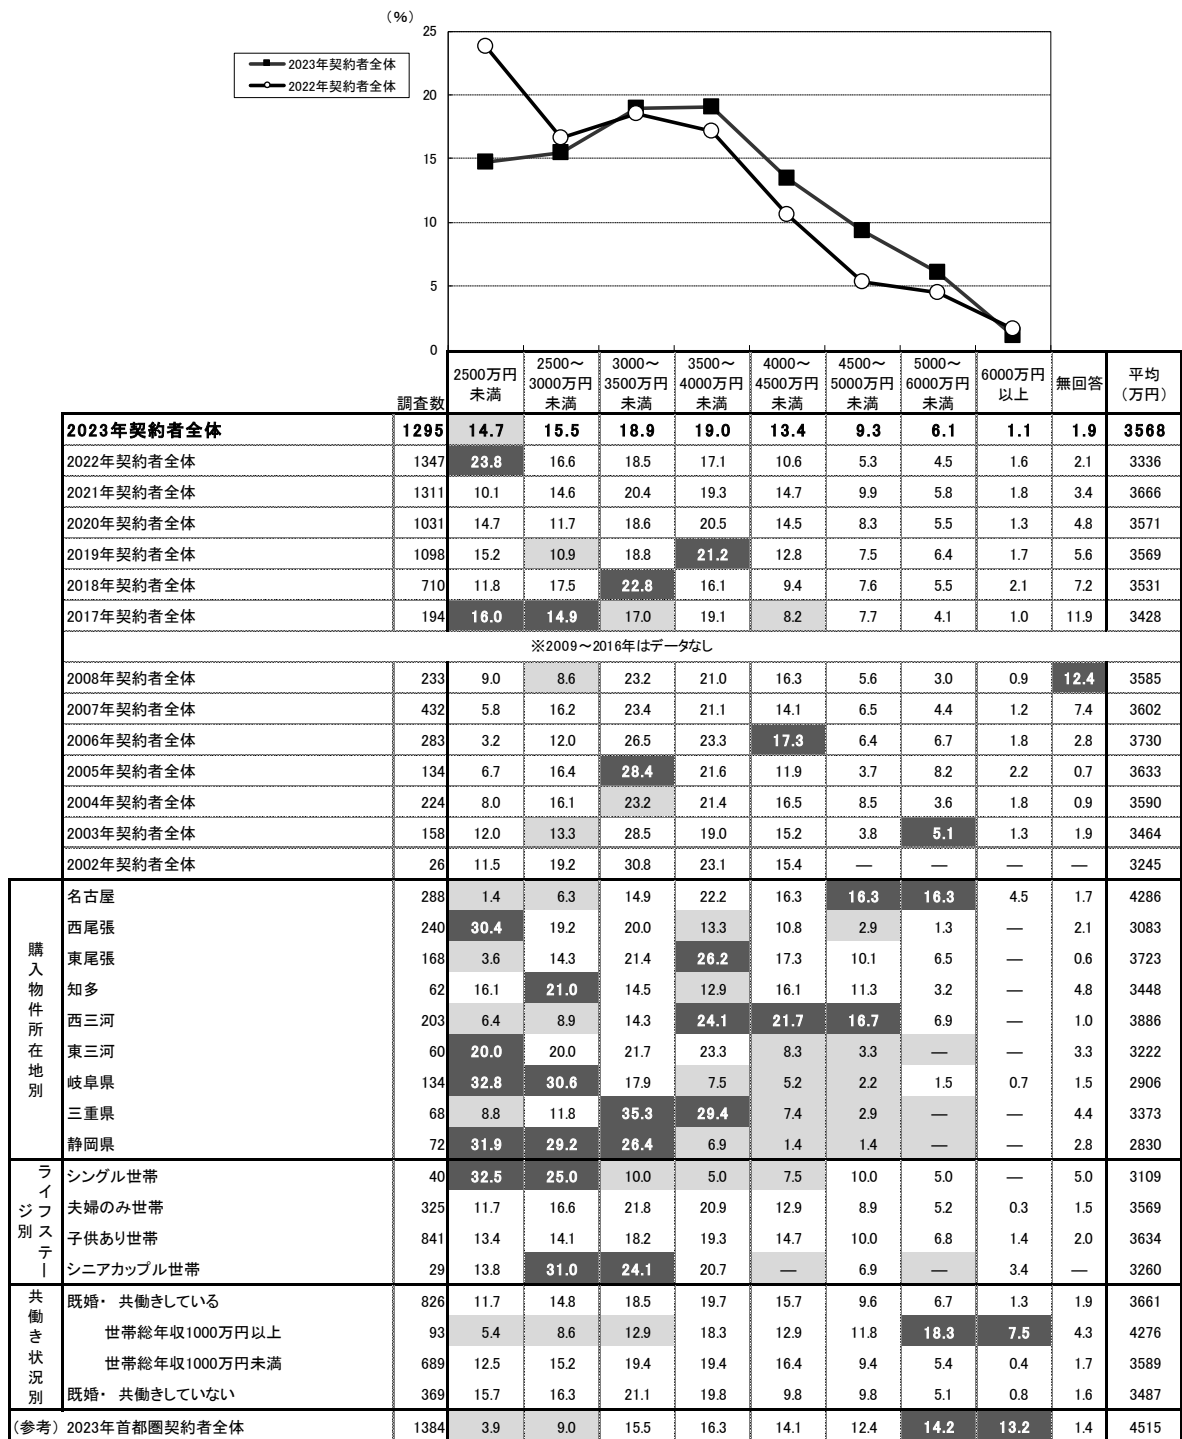 （％）
25
20
15
10
5
0
2023年契約者全体
2022年契約者全体
調査数 2500万円未満 2500～3000万円未満 3000～3500万円未満 3500～4000万円未満 4000～4500万円未満 4500～5000万円未満 5000～6000万円未満 6000万円以上 無回答 平均（万円）
2023年契約者全体 1295 14.7 15.5 18.9 19.0 13.4 9.3 6.1 1.1 1.9 3568
2022年契約者全体 1347 23.8 16.6 18.5 17.1 10.6 5.3 4.5 1.6 2.1 3336
2021年契約者全体 1311 10.1 14.6 20.4 19.3 14.7 9.9 5.8 1.8 3.4 3666
2020年契約者全体 1031 14.7 11.7 18.6 20.5 14.5 8.3 5.5 1.3 4.8 3571
2019年契約者全体 1098 15.2 10.9 18.8 21.2 12.8 7.5 6.4 1.7 5.6 3569
2018年契約者全体 710 11.8 17.5 22.8 16.1 9.4 7.6 5.5 2.1 7.2 3531
2017年契約者全体 194 16.0 14.9 17.0 19.1 8.2 7.7 4.1 1.0 11.9 3428
※2009～2016年はデータなし
2008年契約者全体 233 9.0 8.6 23.2 21.0 16.3 5.6 3.0 0.9 12.4 3585
2007年契約者全体 432 5.8 16.2 23.4 21.1 14.1 6.5 4.4 1.2 7.4 3602
2006年契約者全体 283 3.2 12.0 26.5 23.3 17.3 6.4 6.7 1.8 2.8 3730
2005年契約者全体 134 6.7 16.4 28.4 21.6 11.9 3.7 8.2 2.2 0.7 3633
2004年契約者全体 224 8.0 16.1 23.2 21.4 16.5 8.5 3.6 1.8 0.9 3590
2003年契約者全体 158 12.0 13.3 28.5 19.0 15.2 3.8 5.1 1.3 1.9 3464
2002年契約者全体 26 11.5 19.2 30.8 23.1 15.4 ― ― ― ― 3245
購入物件所在地別
名古屋 288 1.4 6.3 14.9 22.2 16.3 16.3 16.3 4.5 1.7 4286
西尾張 240 30.4 19.2 20.0 13.3 10.8 2.9 1.3 ― 2.1 3083
東尾張 168 3.6 14.3 21.4 26.2 17.3 10.1 6.5 ― 0.6 3723
知多 62 16.1 21.0 14.5 12.9 16.1 11.3 3.2 ― 4.8 3448
西三河 203 6.4 8.9 14.3 24.1 21.7 16.7 6.9 ― 1.0 3886
東三河 60 20.0 20.0 21.7 23.3 8.3 3.3 ― ― 3.3 3222
岐阜県 134 32.8 30.6 17.9 7.5 5.2 2.2 1.5 0.7 1.5 2906
三重県 68 8.8 11.8 35.3 29.4 7.4 2.9 ― ― 4.4 3373
静岡県 72 31.9 29.2 26.4 6.9 1.4 1.4 ― ― 2.8 2830
ライフステージ別
シングル世帯 40 32.5 25.0 10.0 5.0 7.5 10.0 5.0 ― 5.0 3109
夫婦のみ世帯 325 11.7 16.6 21.8 20.9 12.9 8.9 5.2 0.3 1.5 3569
子供あり世帯 841 13.4 14.1 18.2 19.3 14.7 10.0 6.8 1.4 2.0 3634
シニアカップル世帯 29 13.8 31.0 24.1 20.7 ― 6.9 ― 3.4 ― 3260
共働き状況別
既婚・ 共働きしている 826 11.7 14.8 18.5 19.7 15.7 9.6 6.7 1.3 1.9 3661
世帯総年収1000万円以上 93 5.4 8.6 12.9 18.3 12.9 11.8 18.3 7.5 4.3 4276
世帯総年収1000万円未満 689 12.5 15.2 19.4 19.4 16.4 9.4 5.4 0.4 1.7 3589
既婚・ 共働きしていない 369 15.7 16.3 21.1 19.8 9.8 9.8 5.1 0.8 1.6 3487
（参考） 2023年首都圏契約者全体 1384 3.9 9.0 15.5 16.3 14.1 12.4 14.2 13.2 1.4 4515